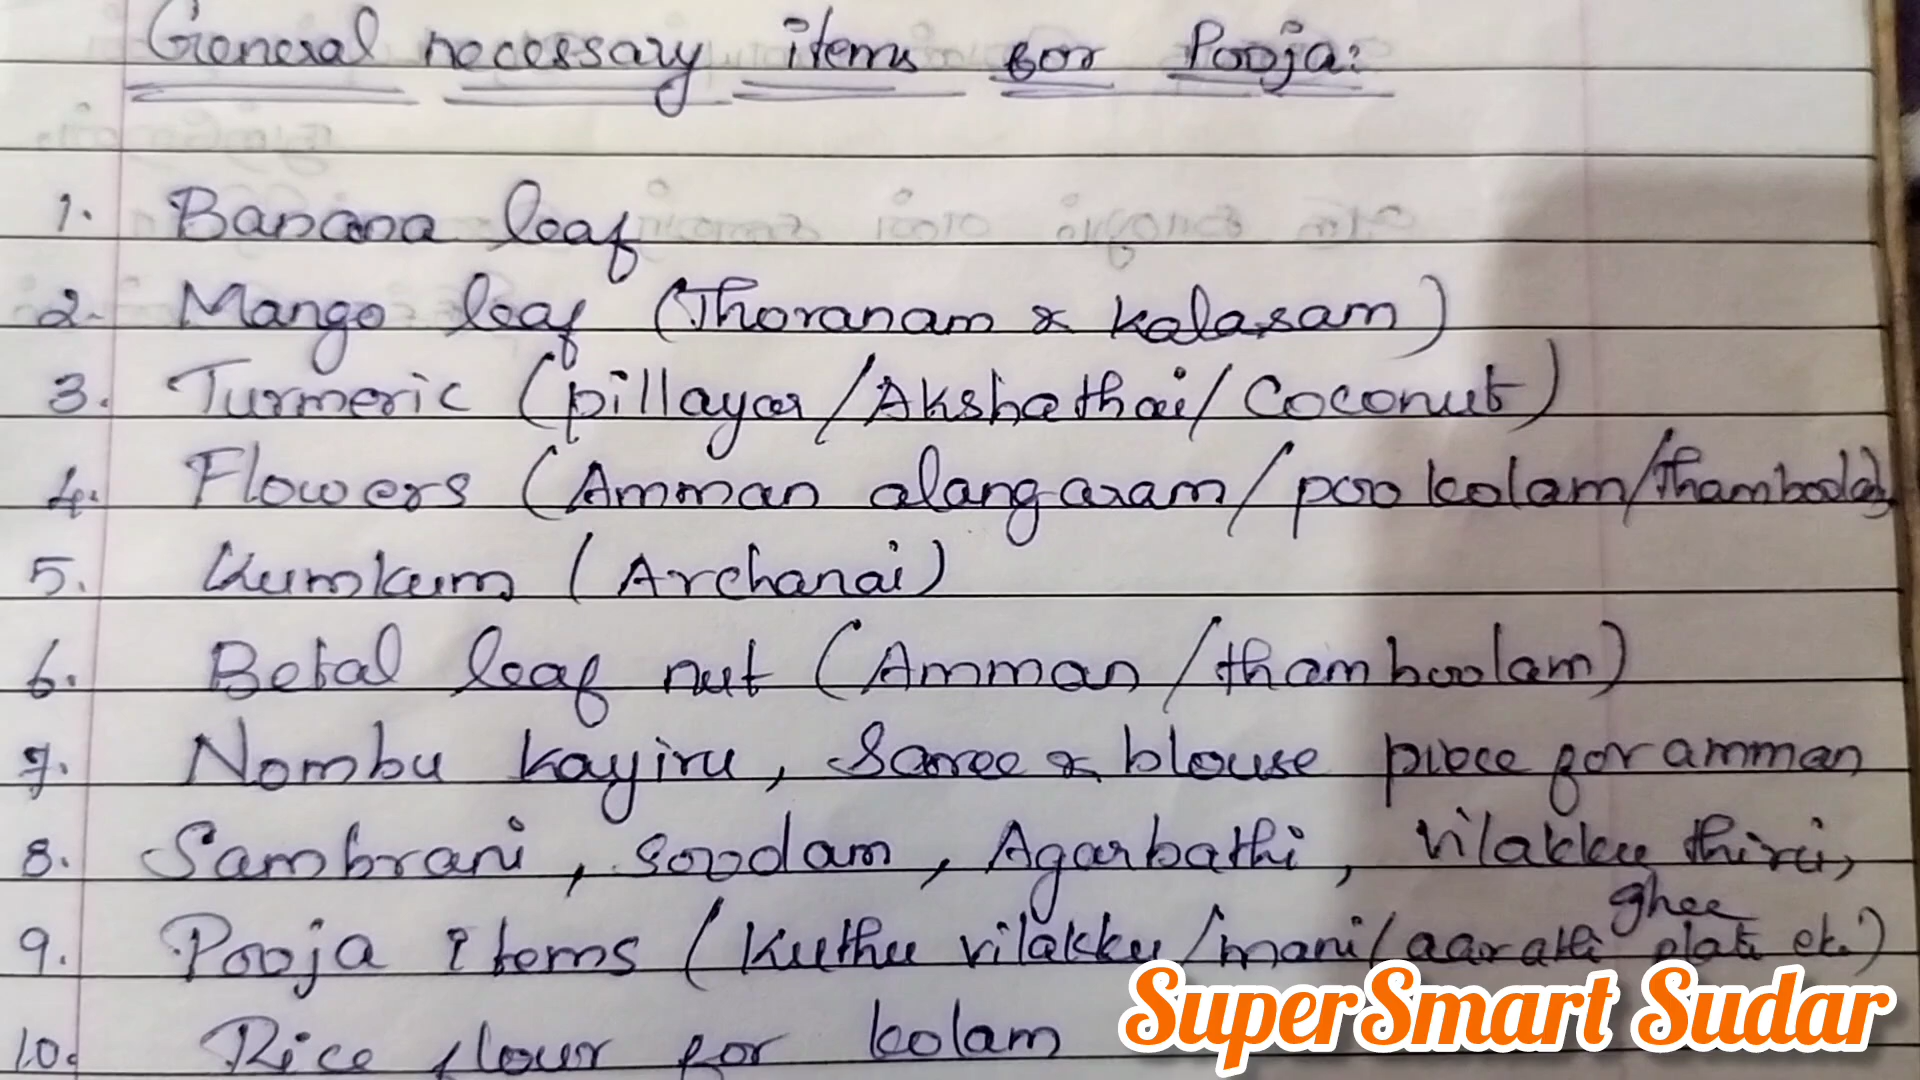 General necessary items for Pooja:
1. Banana leaf
2. Mango leaf (Thoranam & kalasam)
3. Turmeric (pillayar/Akshathai/Coconut)
4. Flowers (Amman alangaram/poo kolam/
5. Kumkum (Archanai)
6. Betal leaf nut (Amman/thamboolam)
7. Nombu kayiru, Saree & blouse piece for amman
8. Sambrani, soodam, Agarbathi, vilakku thiri,
ghee
9. Pooja items (Kuthu vilakku/mani/aarathi plate etc.)
10. Rice flour for kolam
SuperSmart Sudar